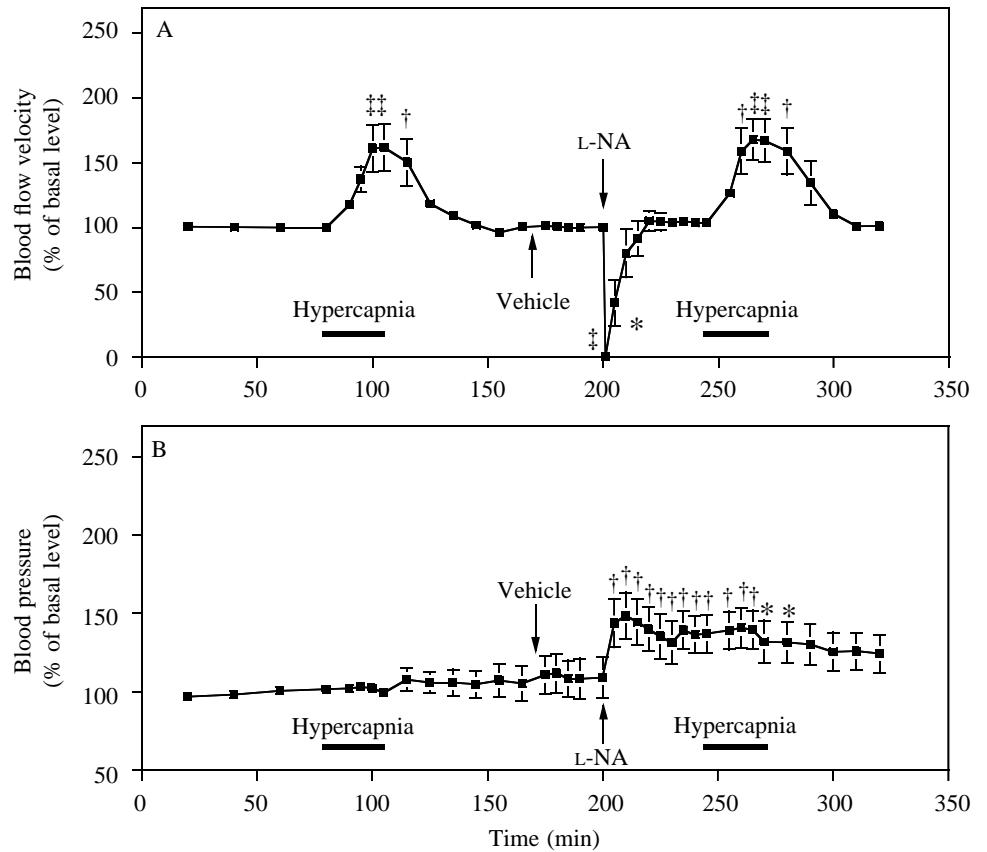 A
250
200
150
100
50
0
Blood flow velocity
(% of basal level)
‡‡ †
† ‡‡ †
L-NA
Vehicle
Hypercapnia
Hypercapnia
‡ *
0 50 100 150 200 250 300 350
B
250
200
150
100
50
Blood pressure
(% of basal level)
Vehicle
† † † † † † † † † † † † * *
Hypercapnia
Hypercapnia
L-NA
0 50 100 150 200 250 300 350
Time (min)